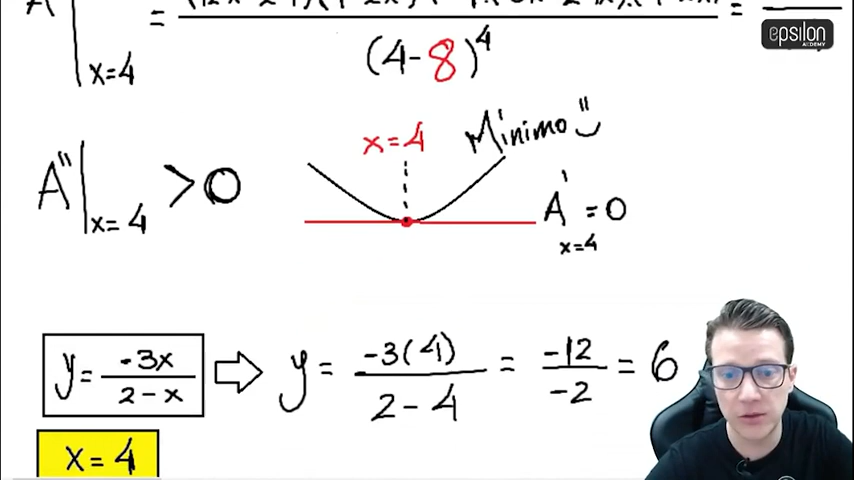 epsilon
ACADEMY
A | x=4 =
(4-8)^4
A'' | x=4 > 0
x=4
Mínimo
A' x=4 = 0
y = -3x / 2-x ⇨ y = -3(4) / 2-4 = -12 / -2 = 6
x = 4